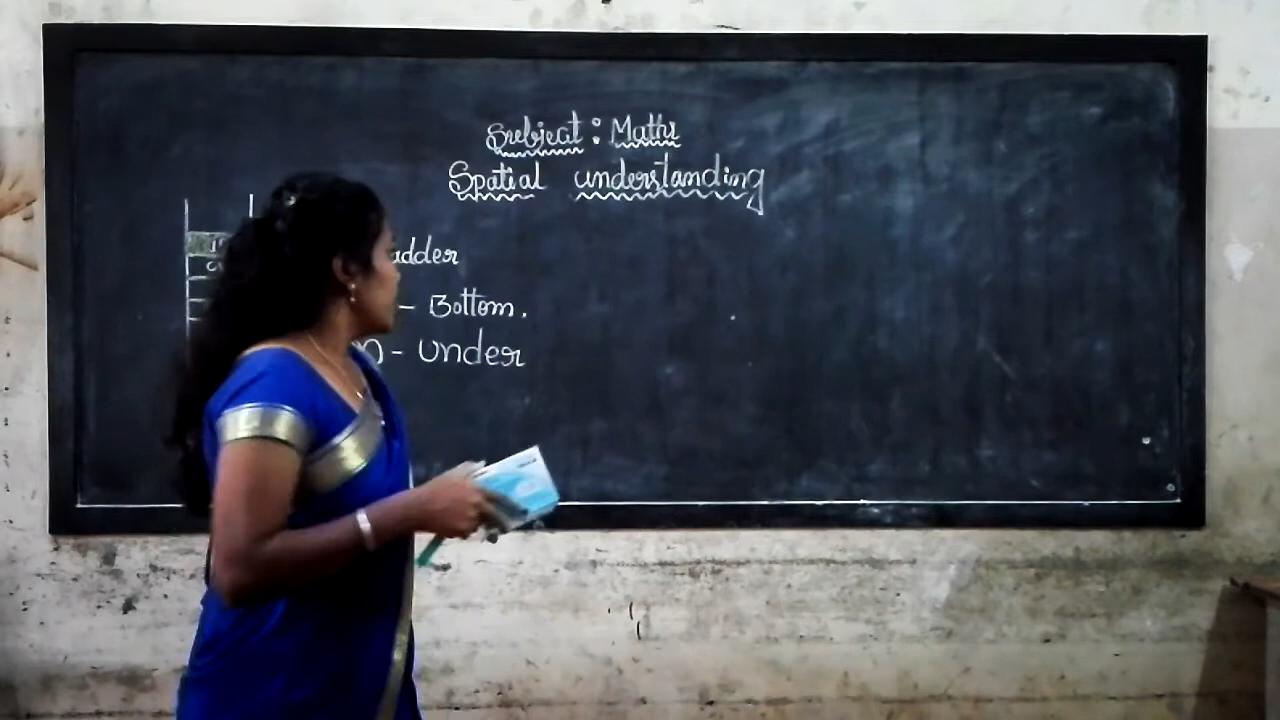 Subject : Maths
Spatial understanding
adder
- Bottom.
n - under